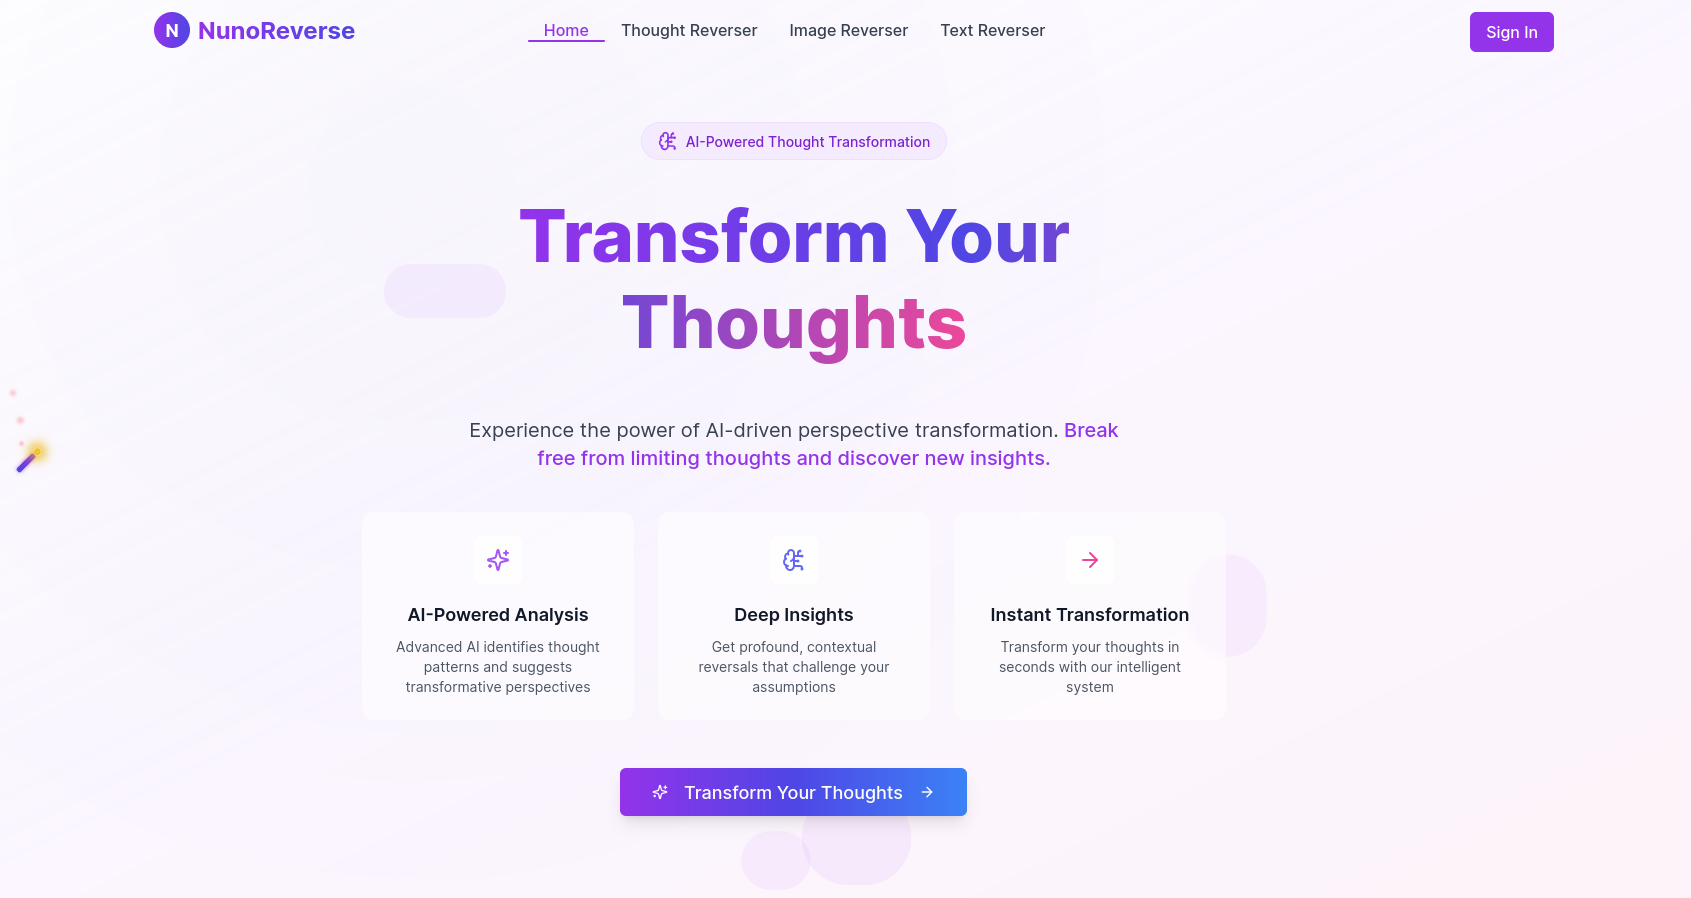 N NunoReverse
Home Thought Reverser Image Reverser Text Reverser
Sign In
AI-Powered Thought Transformation
Transform Your
Thoughts
Experience the power of AI-driven perspective transformation. Break
free from limiting thoughts and discover new insights.
AI-Powered Analysis
Advanced AI identifies thought
patterns and suggests
transformative perspectives
Deep Insights
Get profound, contextual
reversals that challenge your
assumptions
Instant Transformation
Transform your thoughts in
seconds with our intelligent
system
Transform Your Thoughts